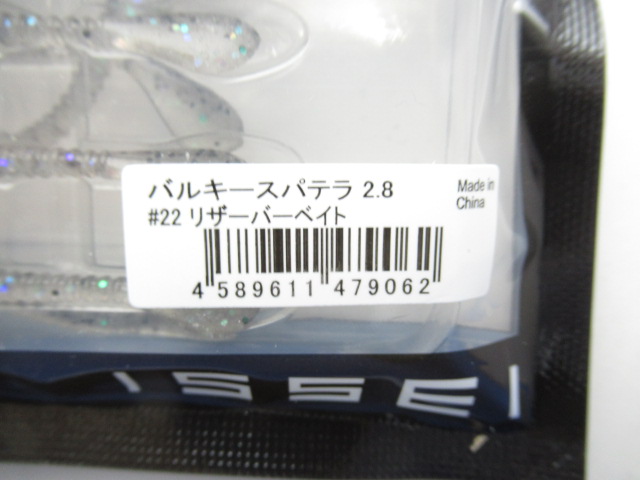 バルキースパテラ 2.8
Made in
China
#22 リザーバーベイト
4 589611 479062
ISSEI